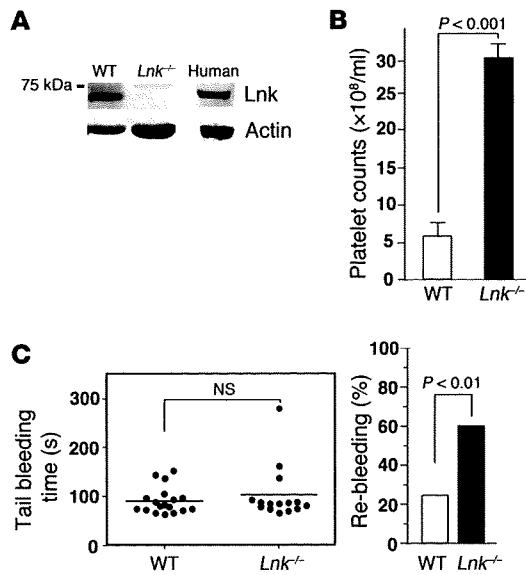 A
WT Lnk-/- Human
75 kDa
Lnk
Actin
B
P < 0.001
Platelet counts (×10⁸/ml)
30
25
20
15
10
5
0
WT Lnk-/-
C
NS
Tail bleeding
time (s)
300
200
100
0
WT Lnk-/-
P < 0.01
Re-bleeding (%)
100
80
60
40
20
0
WT Lnk-/-